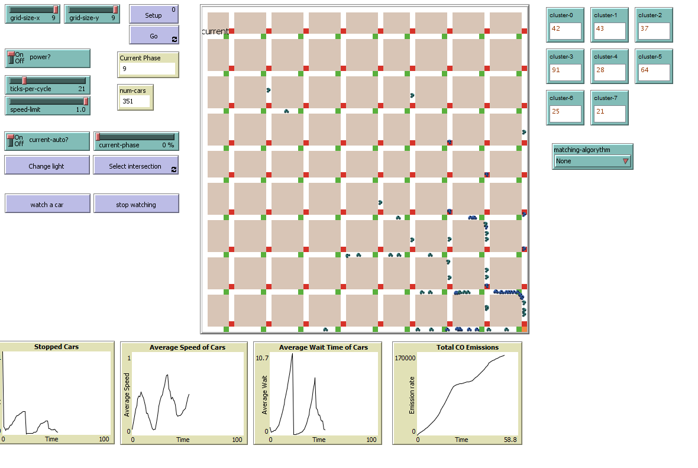 grid-size-x 9
grid-size-y 9
Setup 0
Go
On
Off
power?
Current Phase
9
ticks-per-cycle 21
speed-limit 1.0
num-cars
351
On
Off
current-auto?
current-phase 0 %
Change light
Select intersection
watch a car
stop watching
current
cluster-0
42
cluster-1
43
cluster-2
37
cluster-3
91
cluster-4
28
cluster-5
64
cluster-6
25
cluster-7
21
matching-algorythm
None
Stopped Cars
0
Time
100
Average Speed of Cars
1
Average Speed
0
0
Time
100
Average Wait Time of Cars
10.7
Average Wait
0
0
Time
100
Total CO Emissions
170000
Emission rate
0
0
Time
58.8